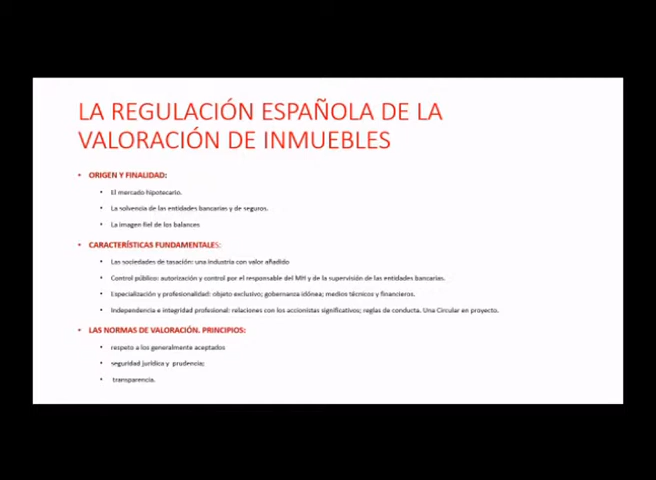 LA REGULACIÓN ESPAÑOLA DE LA
VALORACIÓN DE INMUEBLES
• ORIGEN Y FINALIDAD:
• El mercado hipotecario.
• La solvencia de las entidades bancarias y de seguros.
• La imagen fiel de los balances
• CARACTERÍSTICAS FUNDAMENTALES:
• Las sociedades de tasación: una industria con valor añadido
• Control público: autorización y control por el responsable del MH y de la supervisión de las entidades bancarias.
• Especialización y profesionalidad: objeto exclusivo; gobernanza idónea; medios técnicos y financieros.
• Independencia e integridad profesional: relaciones con los accionistas significativos; reglas de conducta. Una Circular en proyecto.
• LAS NORMAS DE VALORACIÓN. PRINCIPIOS:
• respeto a los generalmente aceptados
• seguridad jurídica y prudencia;
• transparencia.